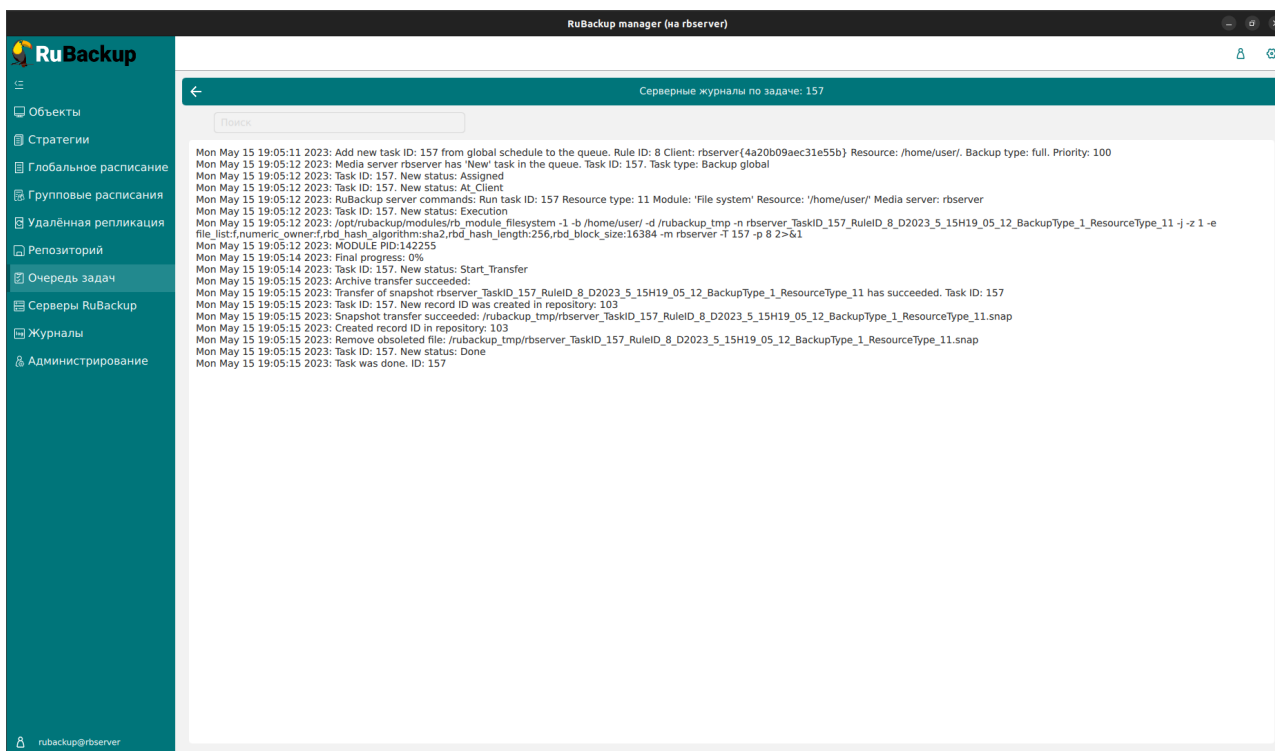 RuBackup manager (на rbserver)
RuBackup
Объекты
Стратегии
Глобальное расписание
Групповые расписания
Удалённая репликация
Репозиторий
Очередь задач
Серверы RuBackup
Журналы
Администрирование
rubackup@rbserver
Серверные журналы по задаче: 157
Поиск
Mon May 15 19:05:11 2023: Add new task ID: 157 from global schedule to the queue. Rule ID: 8 Client: rbserver{4a20b09aec31e55b} Resource: /home/user/. Backup type: full. Priority: 100
Mon May 15 19:05:12 2023: Media server rbserver has 'New' task in the queue. Task ID: 157. Task type: Backup global
Mon May 15 19:05:12 2023: Task ID: 157. New status: Assigned
Mon May 15 19:05:12 2023: Task ID: 157. New status: At_Client
Mon May 15 19:05:12 2023: RuBackup server commands: Run task ID: 157 Resource type: 11 Module: 'File system' Resource: '/home/user/' Media server: rbserver
Mon May 15 19:05:12 2023: Task ID: 157. New status: Execution
Mon May 15 19:05:12 2023: /opt/rubackup/modules/rb_module_filesystem -1 -b /home/user/ -d /rubackup_tmp -n rbserver_TaskID_157_RuleID_8_D2023_5_15H19_05_12_BackupType_1_ResourceType_11 -j -z 1 -e
file_list:f,numeric_owner:f,rbd_hash_algorithm:sha2,rbd_hash_length:256,rbd_block_size:16384 -m rbserver -T 157 -p 8 2>&1
Mon May 15 19:05:12 2023: MODULE PID:142255
Mon May 15 19:05:14 2023: Final progress: 0%
Mon May 15 19:05:14 2023: Task ID: 157. New status: Start_Transfer
Mon May 15 19:05:15 2023: Archive transfer succeeded:
Mon May 15 19:05:15 2023: Transfer of snapshot rbserver_TaskID_157_RuleID_8_D2023_5_15H19_05_12_BackupType_1_ResourceType_11 has succeeded. Task ID: 157
Mon May 15 19:05:15 2023: Task ID: 157. New record ID was created in repository: 103
Mon May 15 19:05:15 2023: Snapshot transfer succeeded: /rubackup_tmp/rbserver_TaskID_157_RuleID_8_D2023_5_15H19_05_12_BackupType_1_ResourceType_11.snap
Mon May 15 19:05:15 2023: Created record ID in repository: 103
Mon May 15 19:05:15 2023: Remove obsoleted file: /rubackup_tmp/rbserver_TaskID_157_RuleID_8_D2023_5_15H19_05_12_BackupType_1_ResourceType_11.snap
Mon May 15 19:05:15 2023: Task ID: 157. New status: Done
Mon May 15 19:05:15 2023: Task was done. ID: 157